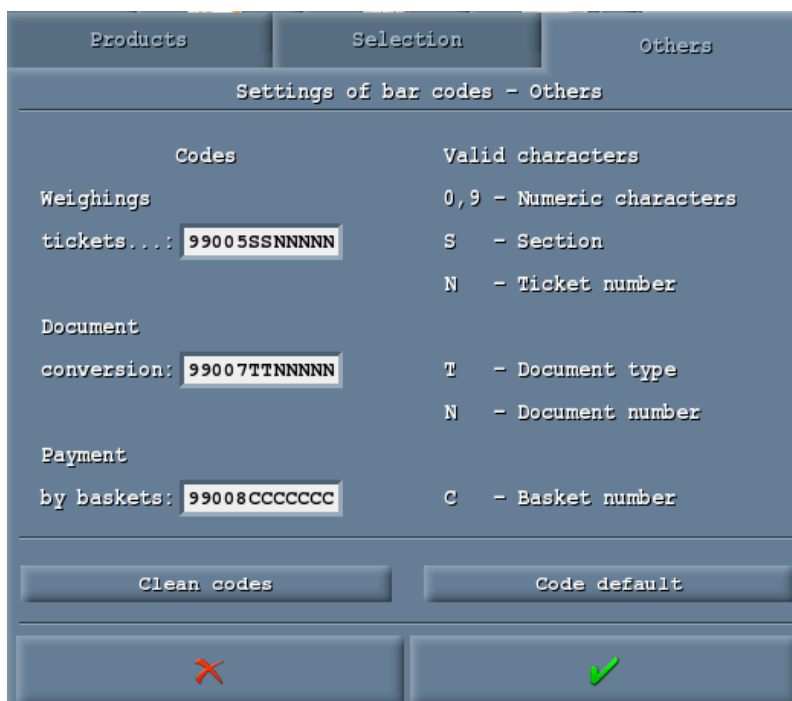 Products Selection Others
Settings of bar codes - Others
Codes Valid characters
Weighings 0,9 - Numeric characters
tickets...: 99005SSNNNNN S - Section
N - Ticket number
Document
conversion: 99007TTNNNNN T - Document type
N - Document number
Payment
by baskets: 99008CCCCCCC C - Basket number
Clean codes Code default